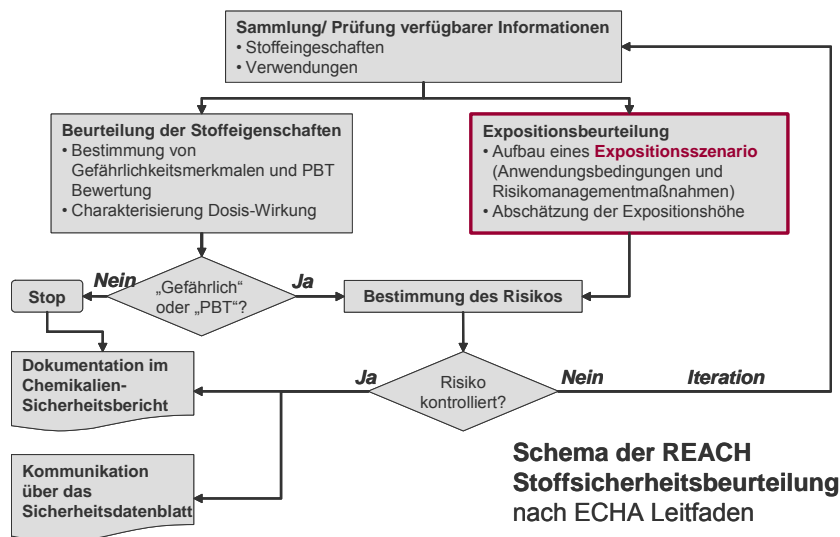 Sammlung/ Prüfung verfügbarer Informationen
• Stoffeingeschaften
• Verwendungen
Beurteilung der Stoffeigenschaften
• Bestimmung von
Gefährlichkeitsmerkmalen und PBT
Bewertung
• Charakterisierung Dosis-Wirkung
Expositionsbeurteilung
• Aufbau eines Expositionsszenario
(Anwendungsbedingungen und
Risikomanagementmaßnahmen)
• Abschätzung der Expositionshöhe
Nein
Ja
„Gefährlich“
oder „PBT“?
Stop
Bestimmung des Risikos
Dokumentation im
Chemikalien-
Sicherheitsbericht
Ja
Risiko
kontrolliert?
Nein
Iteration
Kommunikation
über das
Sicherheitsdatenblatt
Schema der REACH
Stoffsicherheitsbeurteilung
nach ECHA Leitfaden